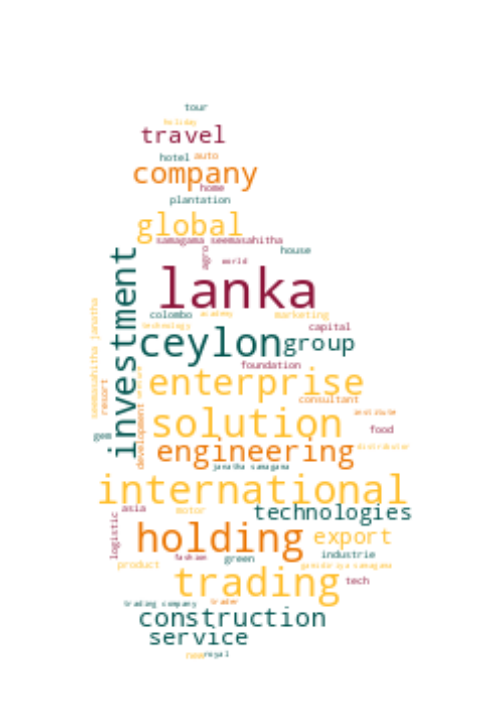 tour
holiday
travel
hotel auto
company
home
plantation
global
samagama seemasahitha
house
agro
world
investment
lanka
seemasahitha janatha
colombo academy marketing
technology capital
ceylon group
foundation
enterprise
resort
consultant
solution institute
food
gem
development
engineering distributor
janatha samagama
international
asia motor technologies
logistic
holding export
fashion green industrie
product
trading tech
trading company trader
construction
service
new royal